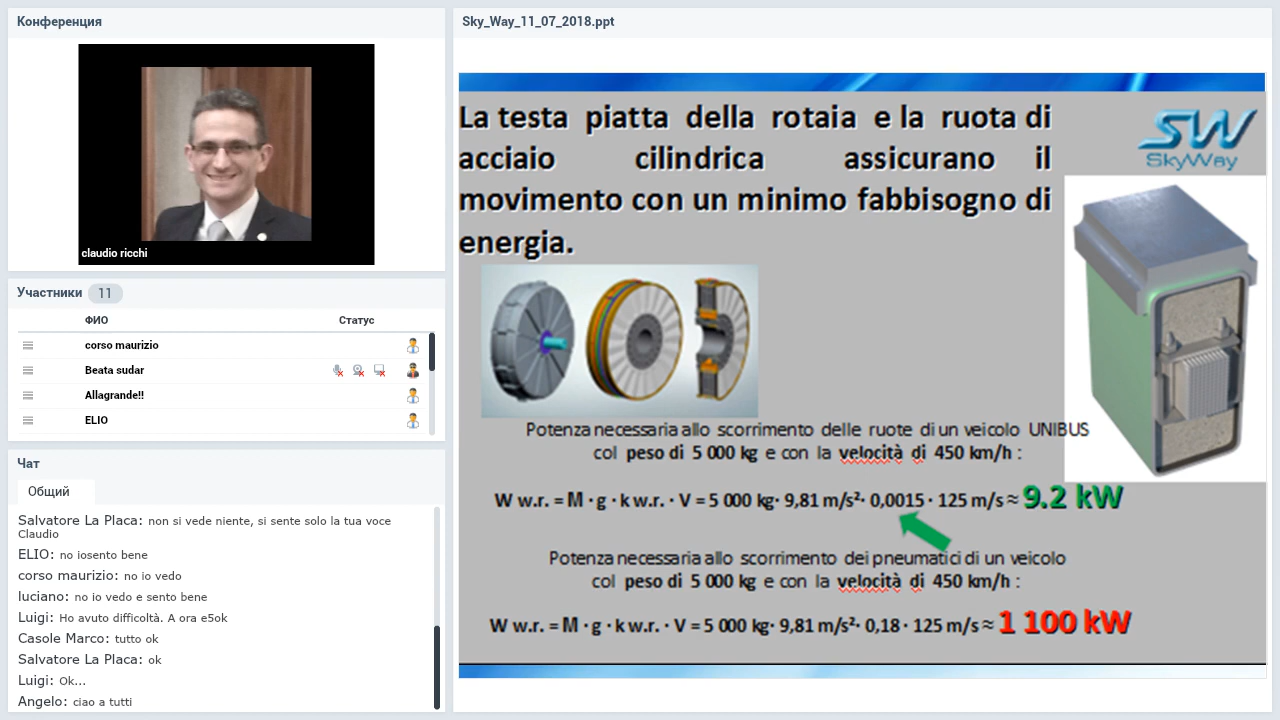 Конференция
claudio ricchi
Участники 11
ФИО Статус
corso maurizio
Beata sudar
Allagrande!!
ELIO
Чат
Общий
Salvatore La Placa: non si vede niente, si sente solo la tua voce
Claudio
ELIO: no iosento bene
corso maurizio: no io vedo
luciano: no io vedo e sento bene
Luigi: Ho avuto difficoltà. A ora e5ok
Casole Marco: tutto ok
Salvatore La Placa: ok
Luigi: Ok...
Angelo: ciao a tutti
Sky_Way_11_07_2018.ppt
La testa piatta della rotaia e la ruota di
acciaio cilindrica assicurano il
movimento con un minimo fabbisogno di
energia.
SW
SkyWay
Potenza necessaria allo scorrimento delle ruote di un veicolo UNIBUS
col peso di 5 000 kg e con la velocità di 450 km/h :
W w.r. = M · g · k w.r. · V = 5 000 kg· 9,81 m/s²· 0,0015 · 125 m/s ≈ 9.2 kW
Potenza necessaria allo scorrimento dei pneumatici di un veicolo
col peso di 5 000 kg e con la velocità di 450 km/h :
W w.r. = M · g · k w.r. · V = 5 000 kg· 9,81 m/s²· 0,18 · 125 m/s ≈ 1 100 kW